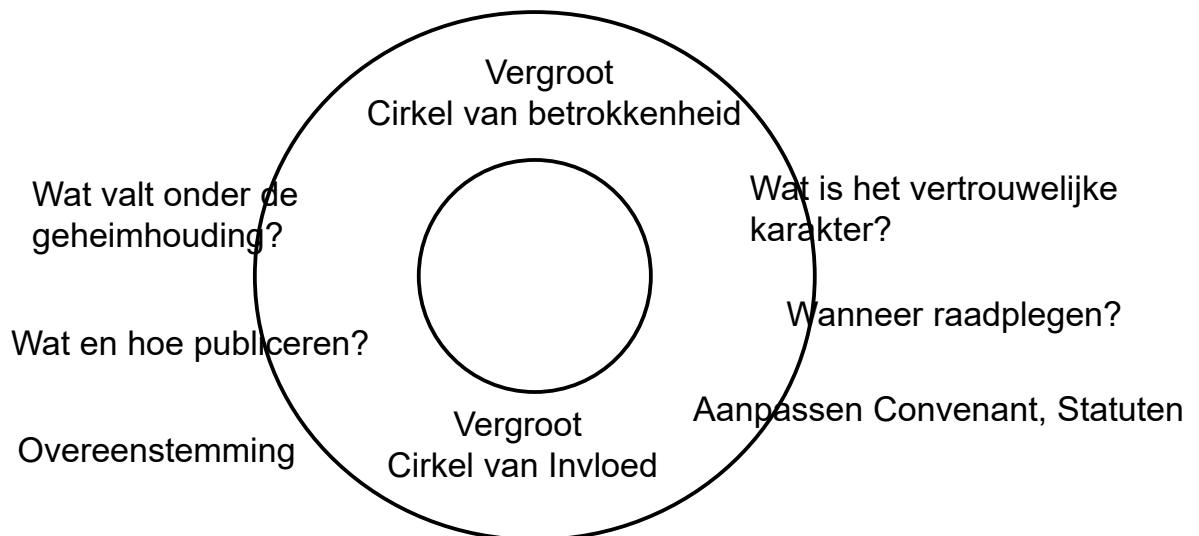 Vergroot
Cirkel van betrokkenheid
Wat valt onder de
geheimhouding?
Wat is het vertrouwelijke
karakter?
Wanneer raadplegen?
Wat en hoe publiceren?
Aanpassen Convenant, Statuten
Vergroot
Cirkel van Invloed
Overeenstemming